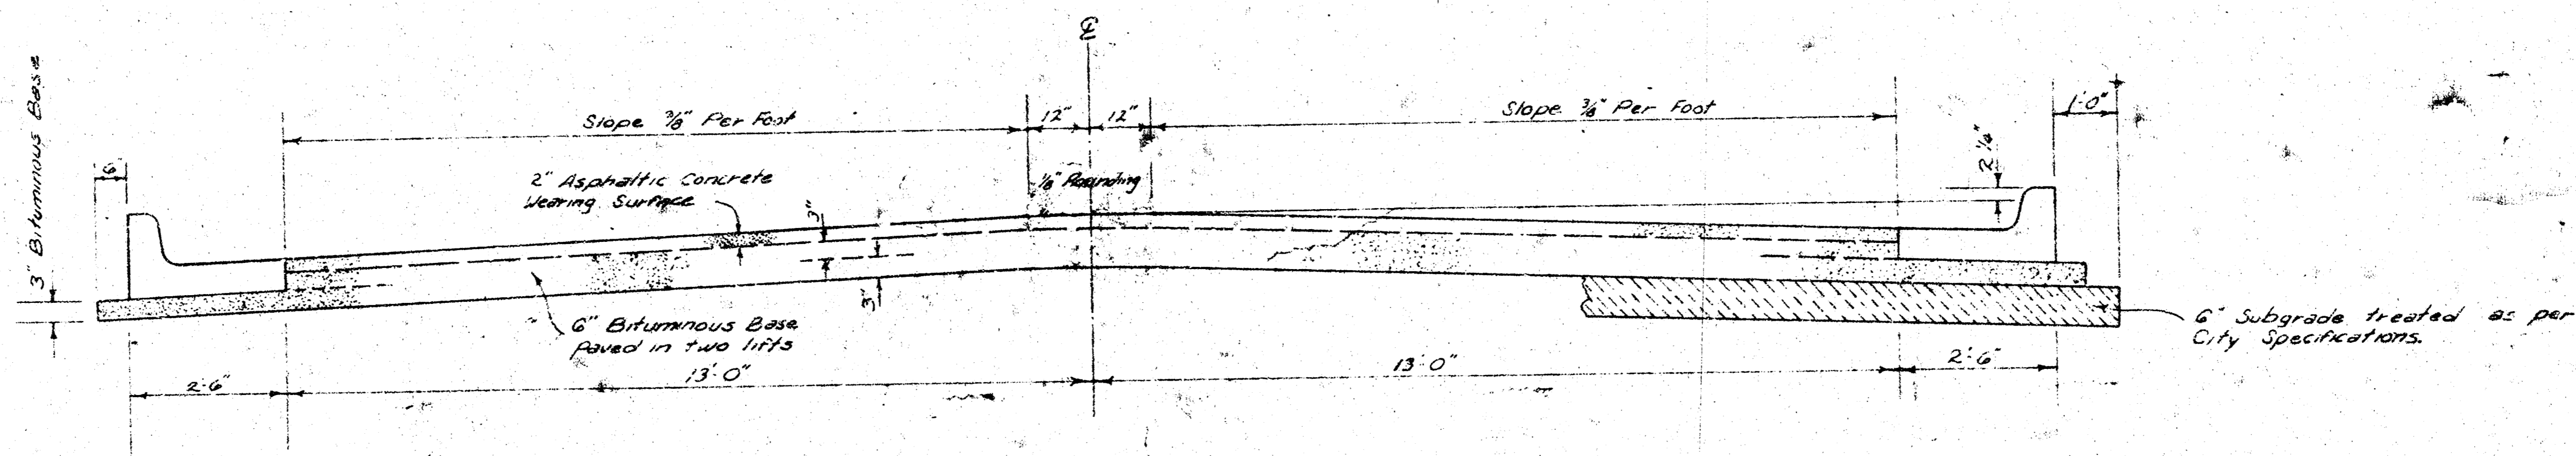 ℄
3" Bituminous Base
Slope 3/8" Per Foot
12"
12"
Slope 3/8" Per Foot
1'-0"
6"
2" Asphaltic Concrete
Wearing Surface
1/8" Rounding
2 1/4"
3"
3"
6" Bituminous Base
Paved in two lifts
6" Subgrade treated as per
City Specifications.
2'-6"
13'-0"
13'-0"
2'-6"